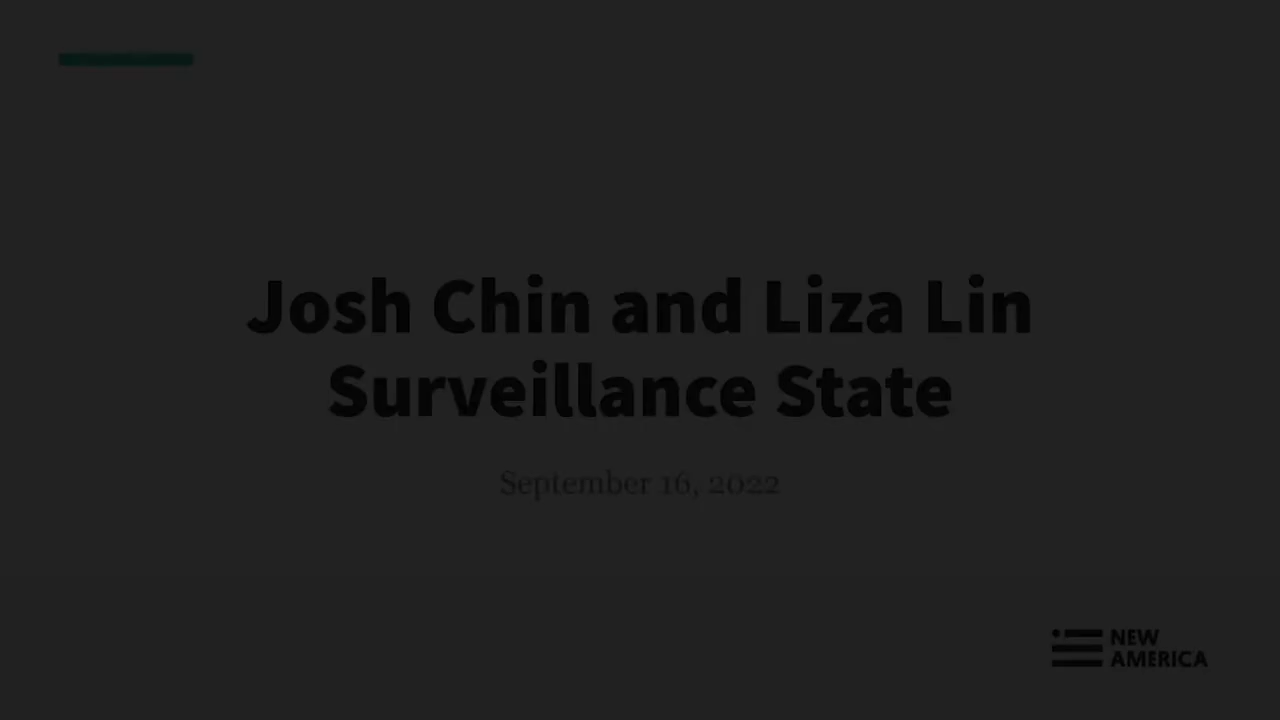 Josh Chin and Liza Lin
Surveillance State
September 16, 2022
NEW
AMERICA